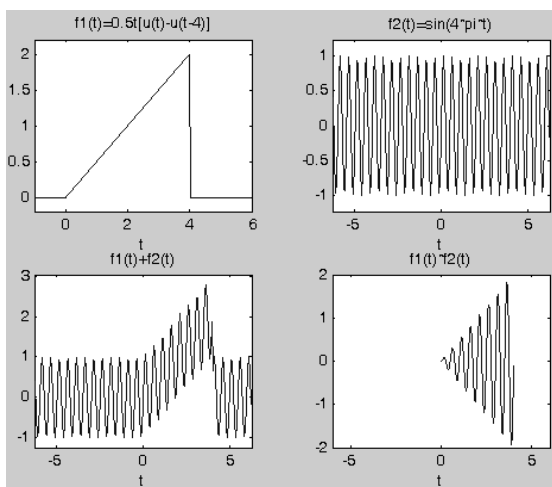 f1(t)=0.5t[u(t)-u(t-4)]
2
1.5
1
0.5
0
0 2 4 6
t
f2(t)=sin(4*pi*t)
1
0.5
0
-0.5
-1
-5 0 5
t
f1(t)+f2(t)
3
2
1
0
-1
-5 0 5
t
f1(t)*f2(t)
2
1
0
-1
-2
-5 0 5
t